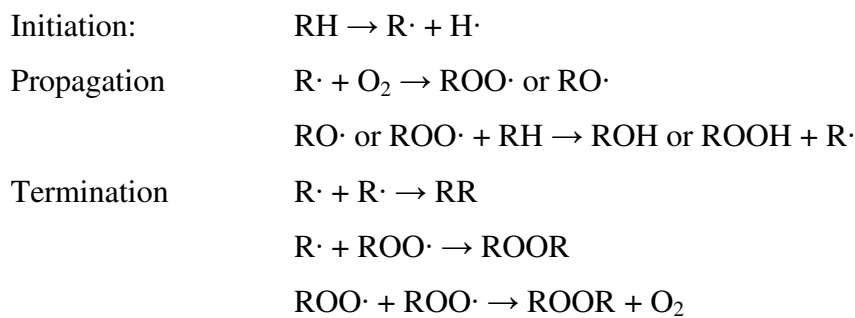 Initiation: RH → R· + H·
Propagation R· + O₂ → ROO· or RO·
RO· or ROO· + RH → ROH or ROOH + R·
Termination R· + R· → RR
R· + ROO· → ROOR
ROO· + ROO· → ROOR + O₂